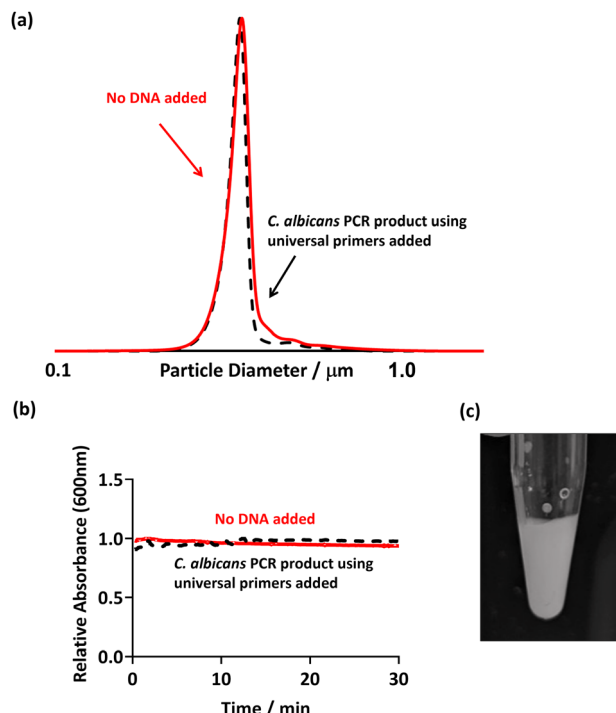 (a)
No DNA added
C. albicans PCR product using
universal primers added
0.1
Particle Diameter / μm
1.0
(b)
(c)
Relative Absorbance (600nm)
1.5
1.0
0.5
0.0
No DNA added
C. albicans PCR product using
universal primers added
0
10
20
30
Time / min